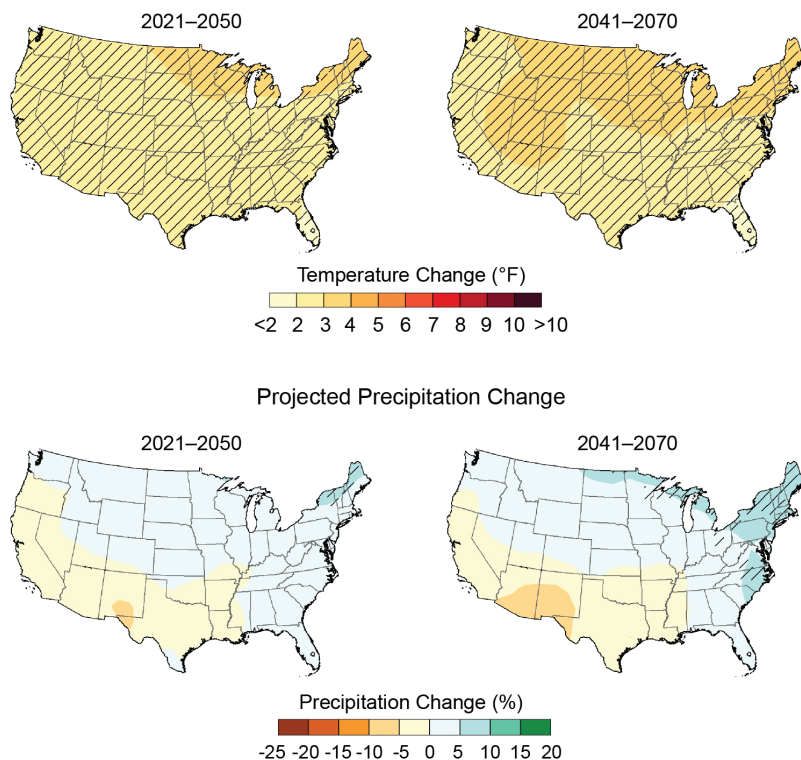 2021–2050 2041–2070
Temperature Change (°F)
<2 2 3 4 5 6 7 8 9 10 >10
Projected Precipitation Change
2021–2050 2041–2070
Precipitation Change (%)
-25 -20 -15 -10 -5 0 5 10 15 20